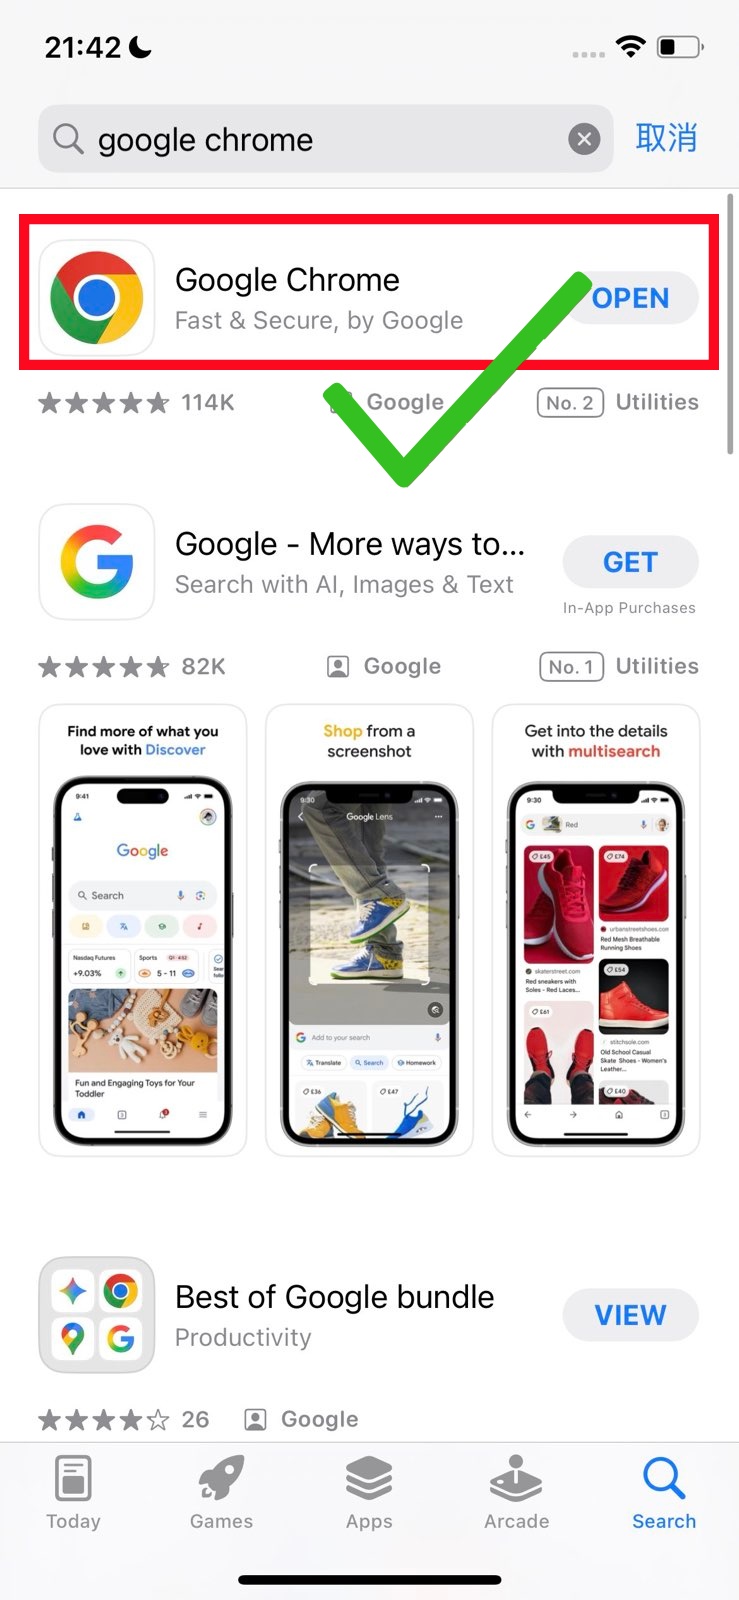 21:42
google chrome
取消
Google Chrome
Fast & Secure, by Google
OPEN
114K
Google
No. 2
Utilities
Google - More ways to...
Search with AI, Images & Text
GET
In-App Purchases
82K
Google
No. 1
Utilities
Find more of what you
love with Discover
9:41
Google
Search
Nasdaq Futures
+9.03%
Sports
5 - 11
Fun and Engaging Toys for Your
Toddler
Shop from a
screenshot
9:30
Google Lens
Add to your search
Translate
Search
Homework
£36
£47
Get into the details
with multisearch
9:30
Red
£45
£74
urbanstreetshoes.com
Red Mesh Breathable
Running Shoes
skaterstreet.com
Red sneakers with
Soles - Red Laces...
£54
£61
stitchsole.com
Old School Casual
Skate Shoes - Women's
Leather...
£40
Best of Google bundle
Productivity
VIEW
26
Google
Today
Games
Apps
Arcade
Search